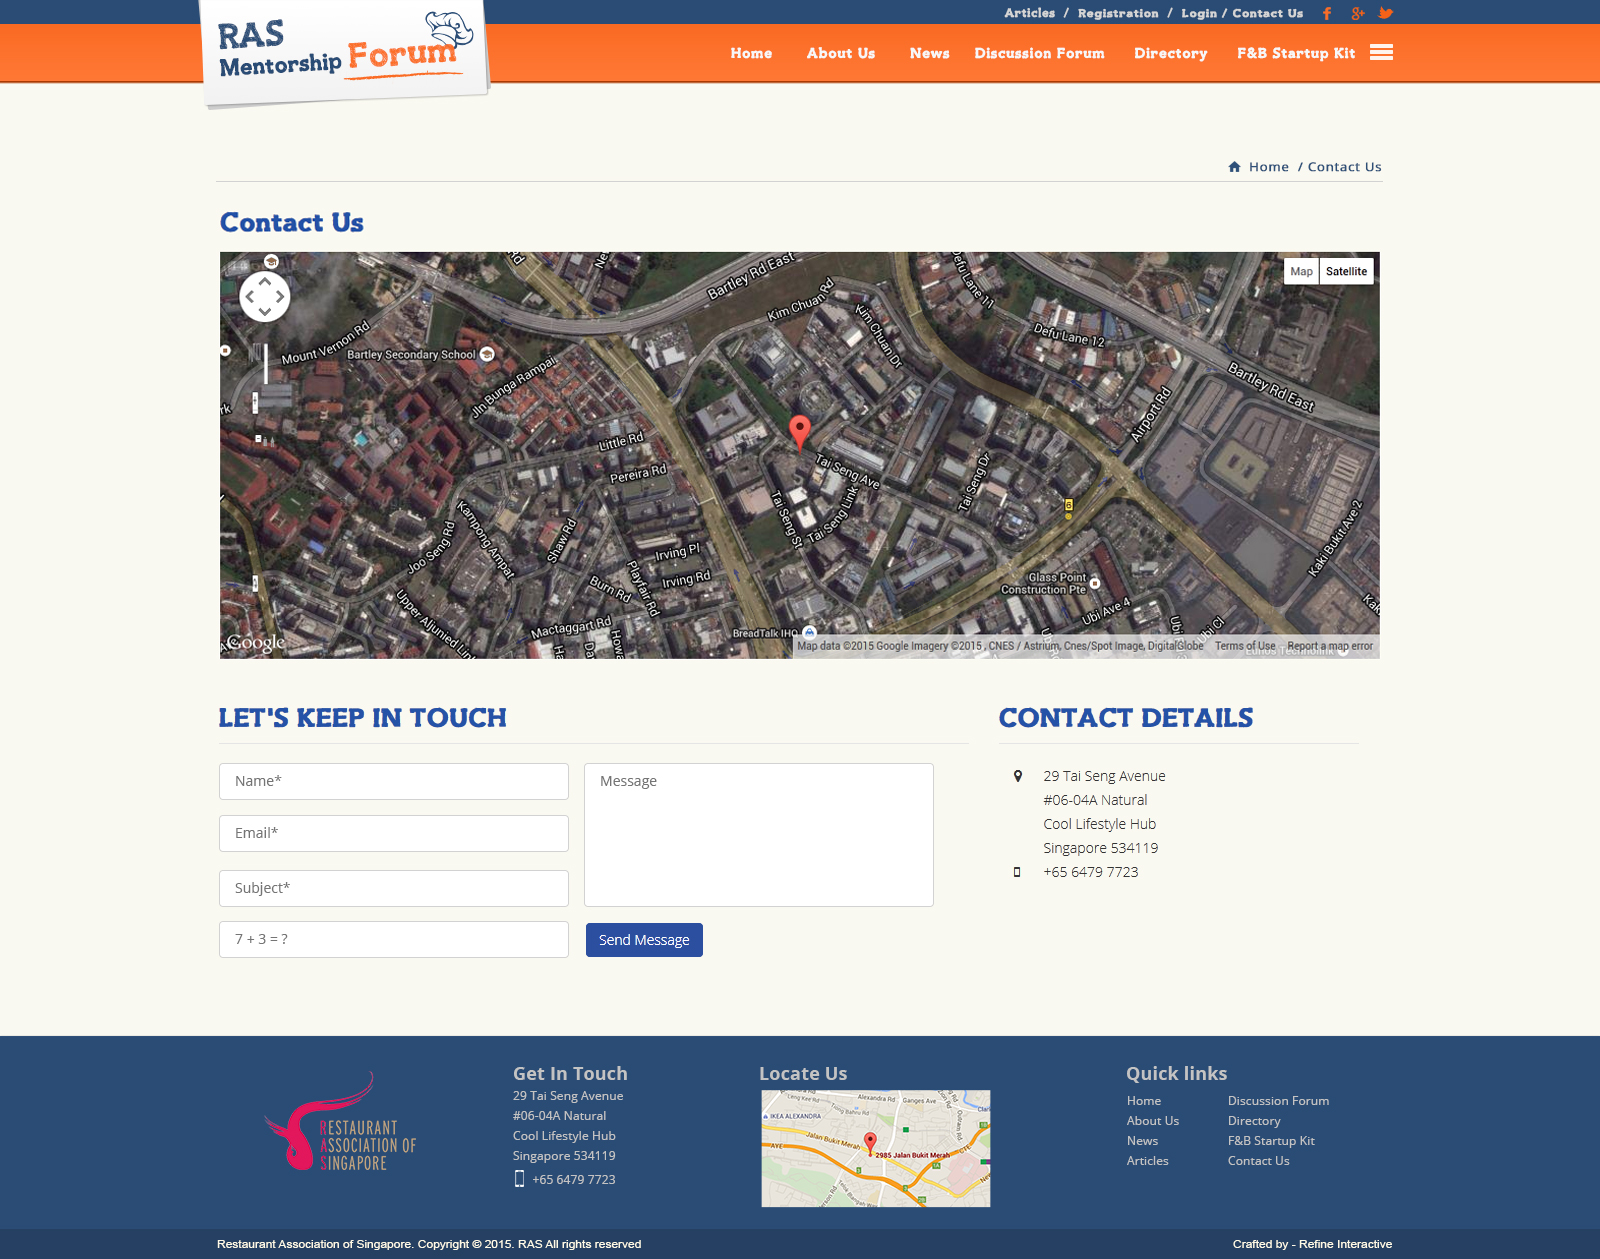 Articles / Registration / Login / Contact Us
RAS
Mentorship Forum
Home About Us News Discussion Forum Directory F&B Startup Kit
Home / Contact Us
Contact Us
Map Satellite
Bartley Rd East
Kim Chuan Rd
Kim Chuan Dr
Defu Lane 11
Defu Lane 12
Bartley Rd East
Mount Vernon Rd
Bartley Secondary School
Jln Bunga Rampai
Airport Rd
Little Rd
Pereira Rd
Tai Seng Ave
Tai Seng St
Tai Seng Link
Tai Seng Dr
Kampong Ampat
Joo Seng Rd
Shaw Rd
Irving Pl
Irving Rd
Burn Rd
Playfair Rd
Kaki Bukit Ave 2
Glass Point
Construction Pte
Ubi Ave 4
Mactaggart Rd
BreadTalk IHQ
Google
Map data ©2015 Google Imagery ©2015 , CNES / Astrium, Cnes/Spot Image, DigitalGlobe Terms of Use Report a map error
LET'S KEEP IN TOUCH
Name*
Email*
Subject*
7 + 3 = ?
Message
Send Message
CONTACT DETAILS
29 Tai Seng Avenue
#06-04A Natural
Cool Lifestyle Hub
Singapore 534119
+65 6479 7723
RESTAURANT
ASSOCIATION OF
SINGAPORE
Get In Touch
29 Tai Seng Avenue
#06-04A Natural
Cool Lifestyle Hub
Singapore 534119
+65 6479 7723
Locate Us
Alexandra Rd
Ganges Ave
IKEA ALEXANDRA
Jalan Bukit Merah
2985 Jalan Bukit Merah
AYE
CTE
Quick links
Home Discussion Forum
About Us Directory
News F&B Startup Kit
Articles Contact Us
Restaurant Association of Singapore. Copyright © 2015. RAS All rights reserved
Crafted by - Refine Interactive